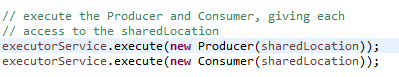 // execute the Producer and Consumer, giving each
// access to the sharedLocation
executorService.execute(new Producer(sharedLocation));
executorService.execute(new Consumer(sharedLocation));